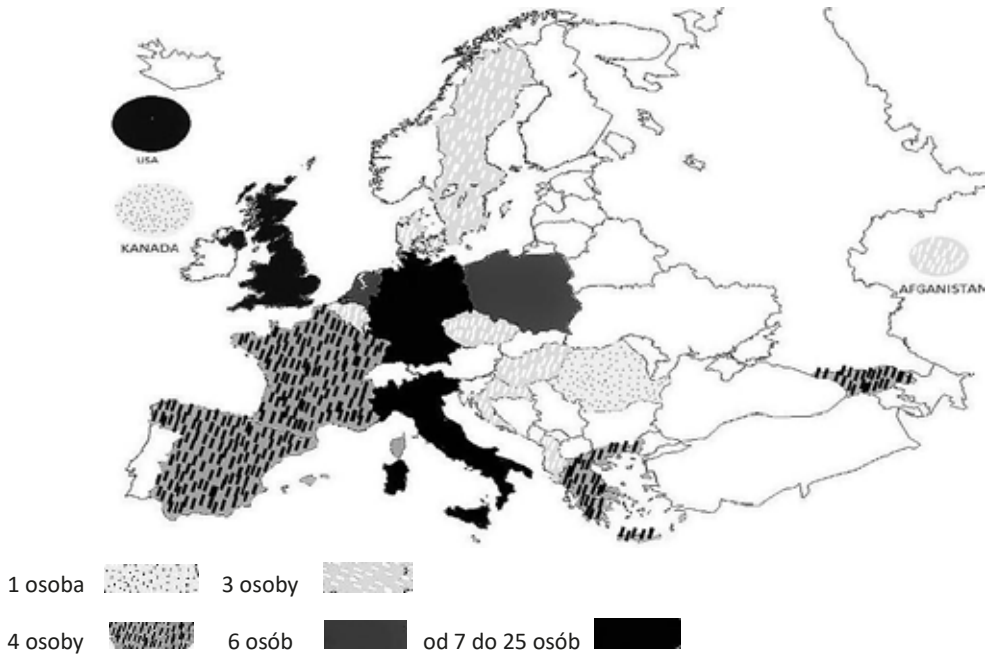 USA
KANADA
AFGANISTAN
1 osoba 3 osoby
4 osoby 6 osób od 7 do 25 osób